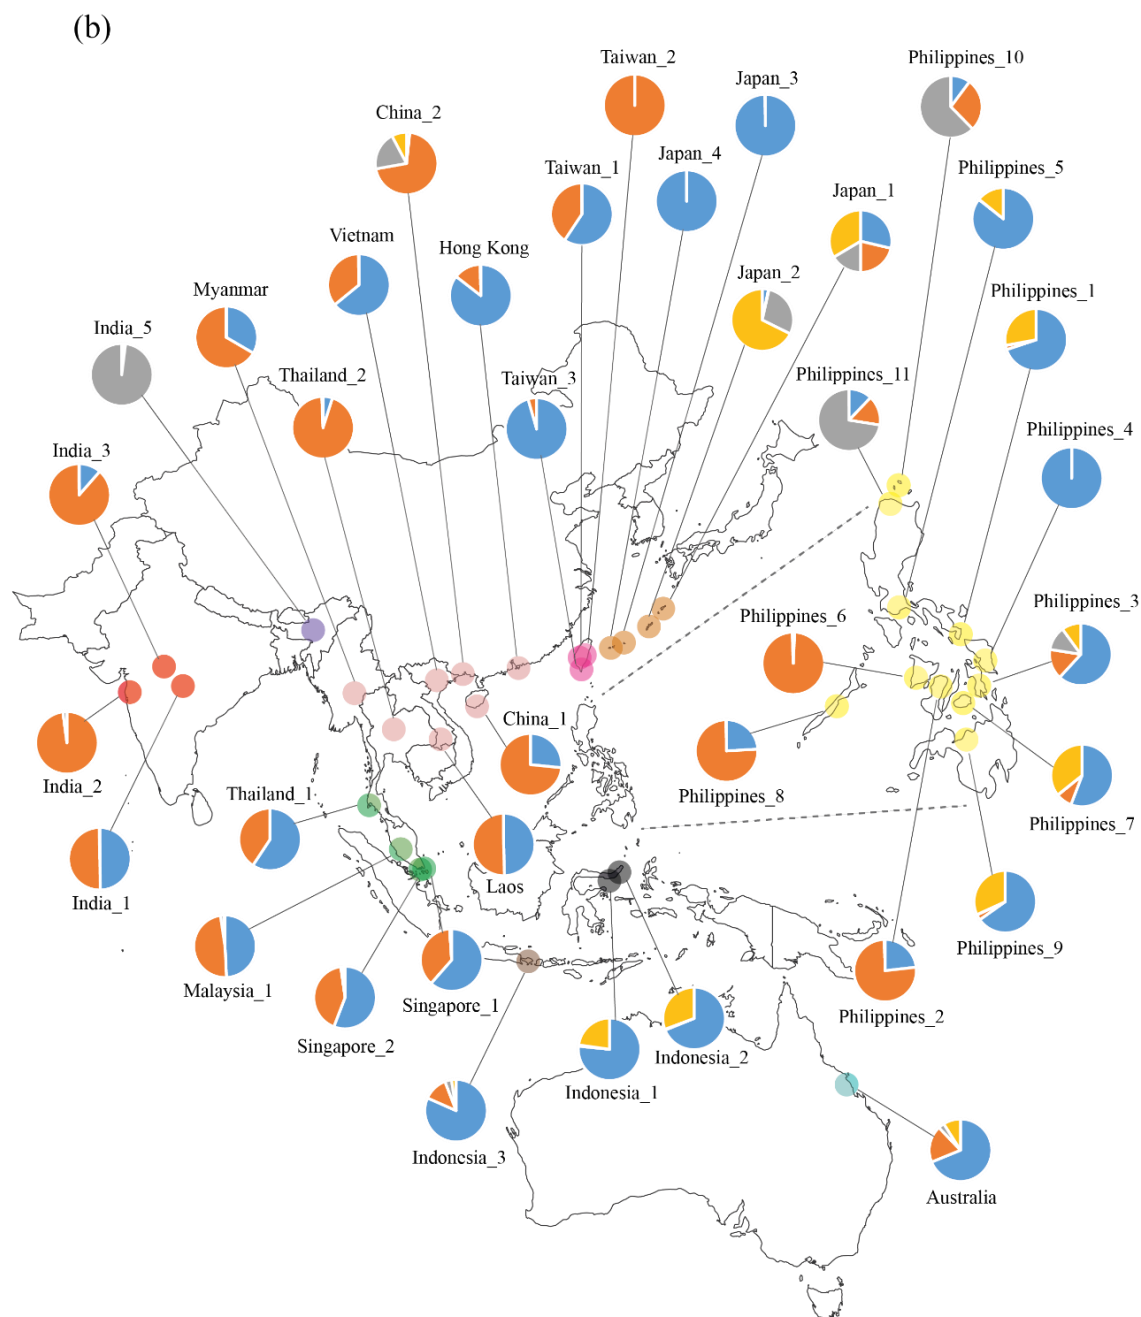 (b)
Taiwan_2
Philippines_10
Japan_3
China_2
Japan_4
Taiwan_1
Philippines_5
Japan_1
Vietnam
Hong Kong
Japan_2
Philippines_1
Myanmar
India_5
Thailand_2
Taiwan_3
Philippines_11
Philippines_4
India_3
Philippines_3
Philippines_6
China_1
India_2
Thailand_1
Philippines_8
Philippines_7
Laos
India_1
Philippines_9
Malaysia_1
Singapore_1
Philippines_2
Singapore_2
Indonesia_2
Indonesia_1
Indonesia_3
Australia